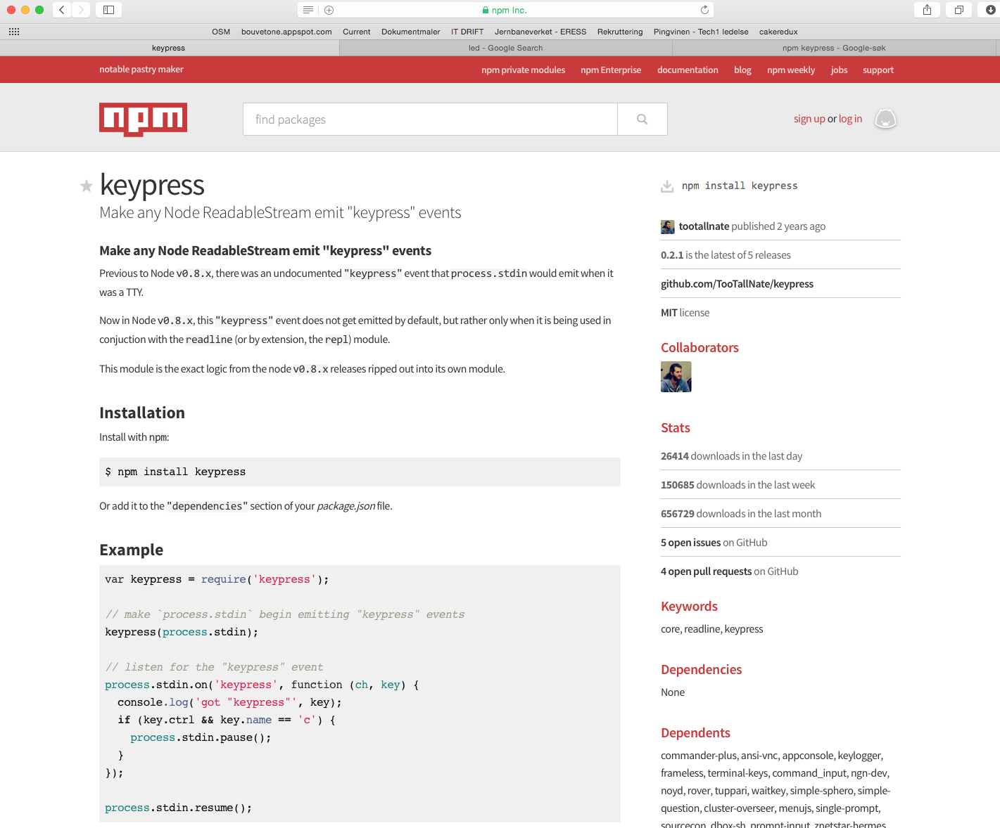 npm Inc.
OSM bouvetone.appspot.com Current Dokumentmaler IT DRIFT Jernbaneverket - ERESS Rekruttering Pingvinen - Tech1 ledelse cakeredux
keypress led - Google Search npm keypress - Google-søk
notable pastry maker npm private modules npm Enterprise documentation blog npm weekly jobs support
npm find packages sign up or log in
keypress
Make any Node ReadableStream emit "keypress" events
Make any Node ReadableStream emit "keypress" events
Previous to Node v0.8.x, there was an undocumented "keypress" event that process.stdin would emit when it
was a TTY.
Now in Node v0.8.x, this "keypress" event does not get emitted by default, but rather only when it is being used in
conjuction with the readline (or by extension, the repl) module.
This module is the exact logic from the node v0.8.x releases ripped out into its own module.
Installation
Install with npm:
$ npm install keypress
Or add it to the "dependencies" section of your package.json file.
Example
var keypress = require('keypress');
// make `process.stdin` begin emitting "keypress" events
keypress(process.stdin);
// listen for the "keypress" event
process.stdin.on('keypress', function (ch, key) {
  console.log('got "keypress"', key);
  if (key.ctrl && key.name == 'c') {
    process.stdin.pause();
  }
});
process.stdin.resume();
npm install keypress
tootallnate published 2 years ago
0.2.1 is the latest of 5 releases
github.com/TooTallNate/keypress
MIT license
Collaborators
Stats
26414 downloads in the last day
150685 downloads in the last week
656729 downloads in the last month
5 open issues on GitHub
4 open pull requests on GitHub
Keywords
core, readline, keypress
Dependencies
None
Dependents
commander-plus, ansi-vnc, appconsole, keylogger,
frameless, terminal-keys, command_input, ngn-dev,
noyd, rover, tuppari, waitkey, simple-sphero, simple-
question, cluster-overseer, menujs, single-prompt,
sourcecon, dbox-sh, prompt-input, znetstar-hermes,